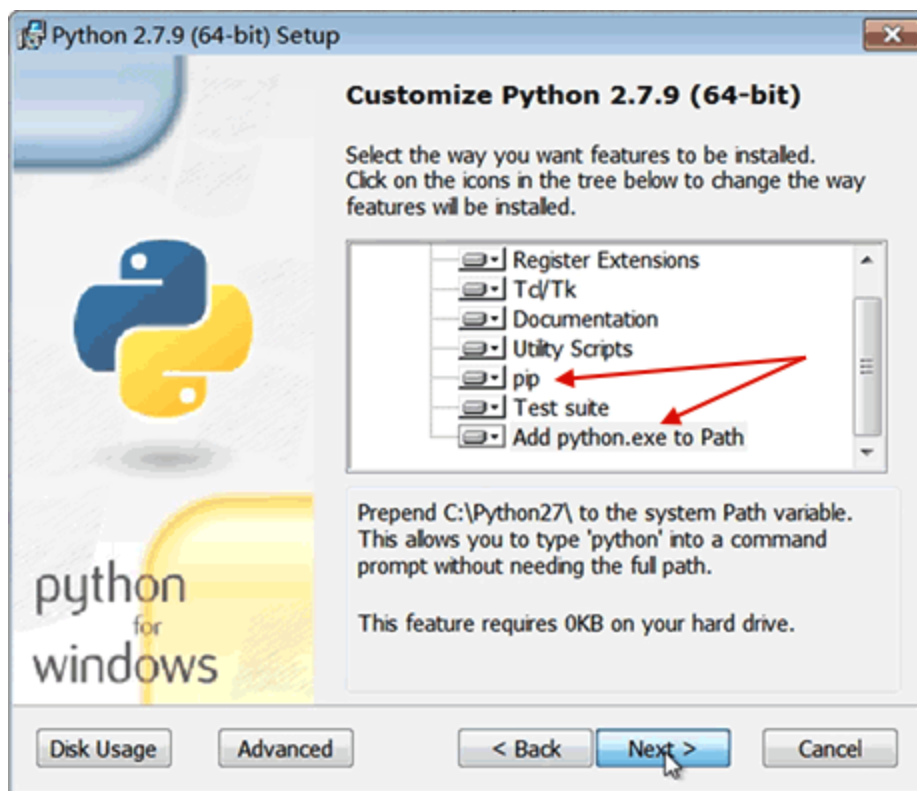 Python 2.7.9 (64-bit) Setup
Customize Python 2.7.9 (64-bit)
Select the way you want features to be installed.
Click on the icons in the tree below to change the way
features will be installed.
Register Extensions
Tcl/Tk
Documentation
Utility Scripts
pip
Test suite
Add python.exe to Path
Prepend C:\Python27\ to the system Path variable.
This allows you to type 'python' into a command
prompt without needing the full path.
This feature requires 0KB on your hard drive.
python
for
windows
Disk Usage
Advanced
< Back
Next >
Cancel